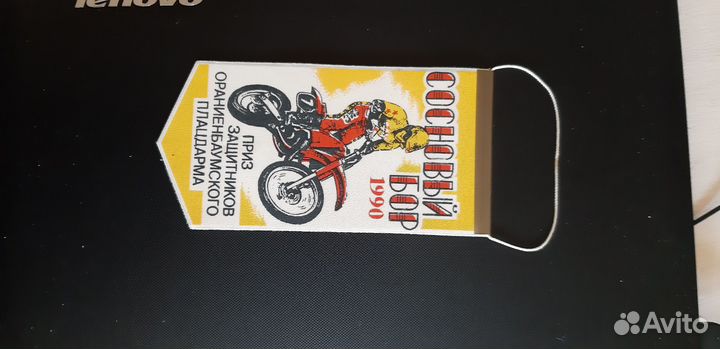 lenovo
СОСНОВЫЙ
БОР
1990
ПРИЗ
ЗАЩИТНИКОВ
ОРАНИЕНБАУМСКОГО
ПЛАЦДАРМА
Avito